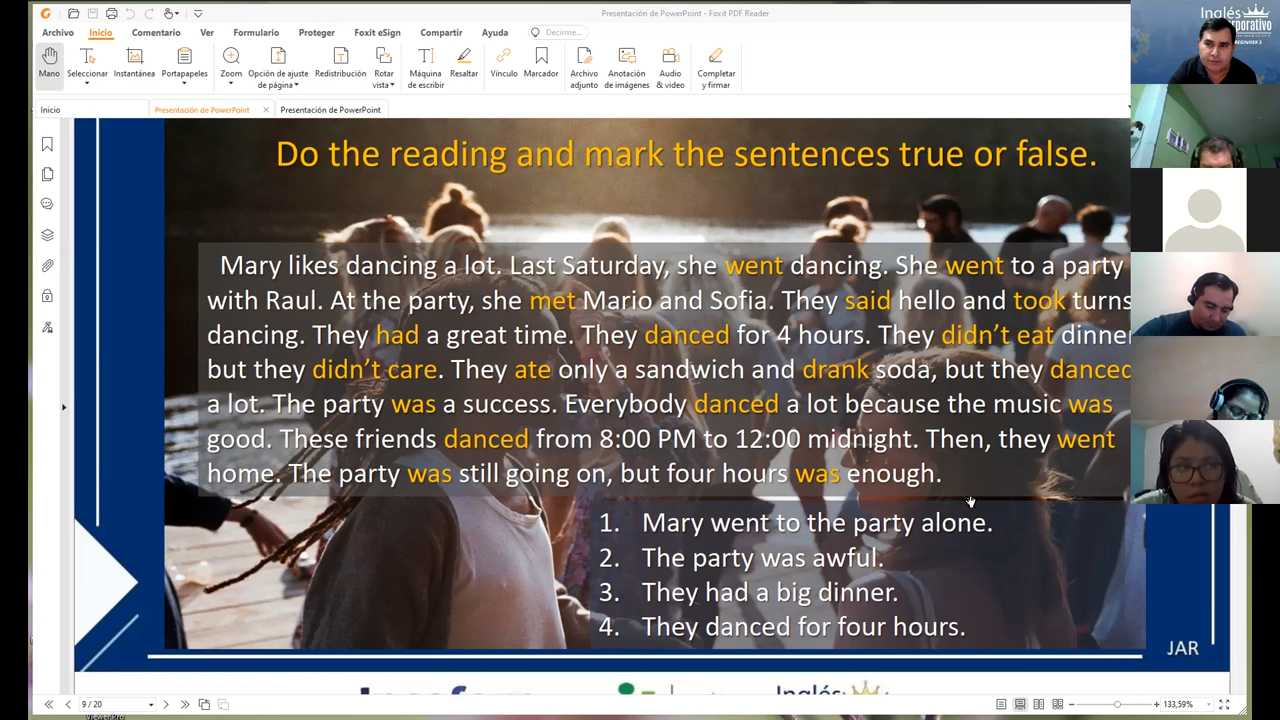 Presentación de PowerPoint - Foxit PDF Reader
Archivo Inicio Comentario Ver Formulario Proteger Foxit eSign Compartir Ayuda Decirme...
Mano Seleccionar Instantánea Portapapeles Zoom Opción de ajuste de página Redistribución Rotar vista Máquina de escribir Resaltar Vínculo Marcador Archivo adjunto Anotación de imágenes Audio & video Completar y firmar
Inicio Presentación de PowerPoint Presentación de PowerPoint
Inglés
BEGINNER 2
Do the reading and mark the sentences true or false.
Mary likes dancing a lot. Last Saturday, she went dancing. She went to a party
with Raul. At the party, she met Mario and Sofia. They said hello and took turns
dancing. They had a great time. They danced for 4 hours. They didn't eat dinner
but they didn't care. They ate only a sandwich and drank soda, but they danced
a lot. The party was a success. Everybody danced a lot because the music was
good. These friends danced from 8:00 PM to 12:00 midnight. Then, they went
home. The party was still going on, but four hours was enough.
1. Mary went to the party alone.
2. The party was awful.
3. They had a big dinner.
4. They danced for four hours.
JAR
Inglés
9 / 20
133,59%